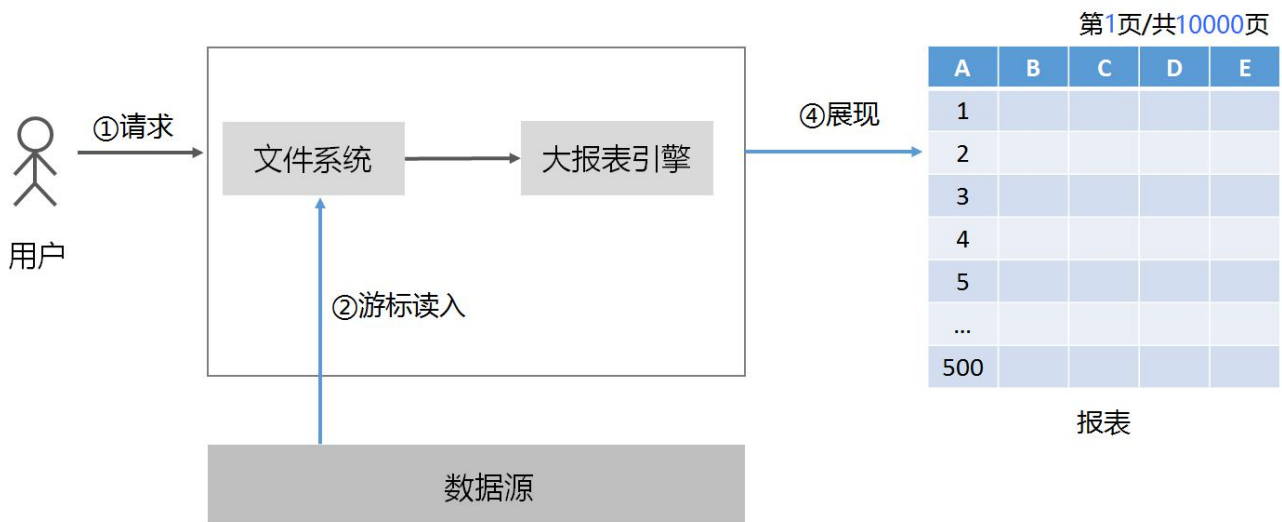 第1页/共10000页
A B C D E
1
2
3
4
5
...
500
报表
①请求
用户
文件系统
大报表引擎
④展现
②游标读入
数据源